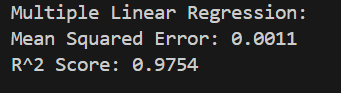 Multiple Linear Regression:
Mean Squared Error: 0.0011
R^2 Score: 0.9754